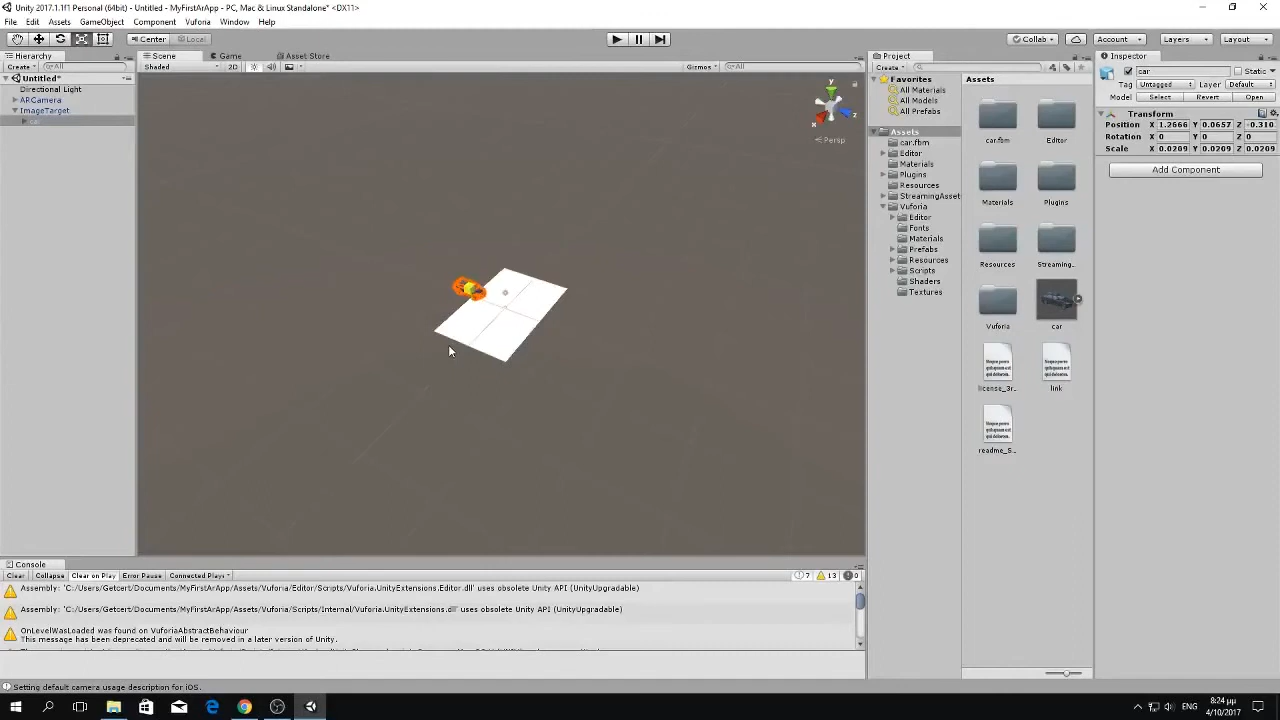 Unity 2017.1.1f1 Personal (64bit) - Untitled - MyFirstArApp - PC, Mac & Linux Standalone* <DX11>
File Edit Assets GameObject Component Vuforia Window Help
Center Local Collab Account Layers Layout
Hierarchy
Create All
Untitled*
Directional Light
ARCamera
ImageTarget
car
Scene Game Asset Store
Shaded 2D Gizmos All
y
x
z
Persp
Project
Create
Favorites
All Materials
All Models
All Prefabs
Assets
car.fbm
Editor
Materials
Plugins
Resources
StreamingAsset
Vuforia
Editor
Fonts
Materials
Prefabs
Resources
Scripts
Shaders
Textures
Assets
car.fbm Editor
Materials Plugins
Resources Streaming..
Vuforia car
license_3r.. link
readme_S..
Inspector
car Static
Tag Untagged Layer Default
Model Select Revert Open
Transform
Position X 1.2666 Y 0.0657 Z -0.310
Rotation X 0 Y 0 Z 0
Scale X 0.0209 Y 0.0209 Z 0.0209
Add Component
Console
Clear Collapse Clear on Play Error Pause Connected Playe 7 13 0
Assembly: 'C:/Users/Getcert/Documents/MyFirstArApp/Assets/Vuforia/Editor/Scripts/Vuforia.UnityExtensions.Editor.dll' uses obsolete Unity API (UnityUpgradable)
Assembly: 'C:/Users/Getcert/Documents/MyFirstArApp/Assets/Vuforia/Scripts/Internal/Vuforia.UnityExtensions.dll' uses obsolete Unity API (UnityUpgradable)
OnLevelWasLoaded was found on VuforiaAbstractBehaviour
This message has been deprecated and will be removed in a later version of Unity.
Setting default camera usage description for iOS.
ENG
8:24 μμ
4/10/2017